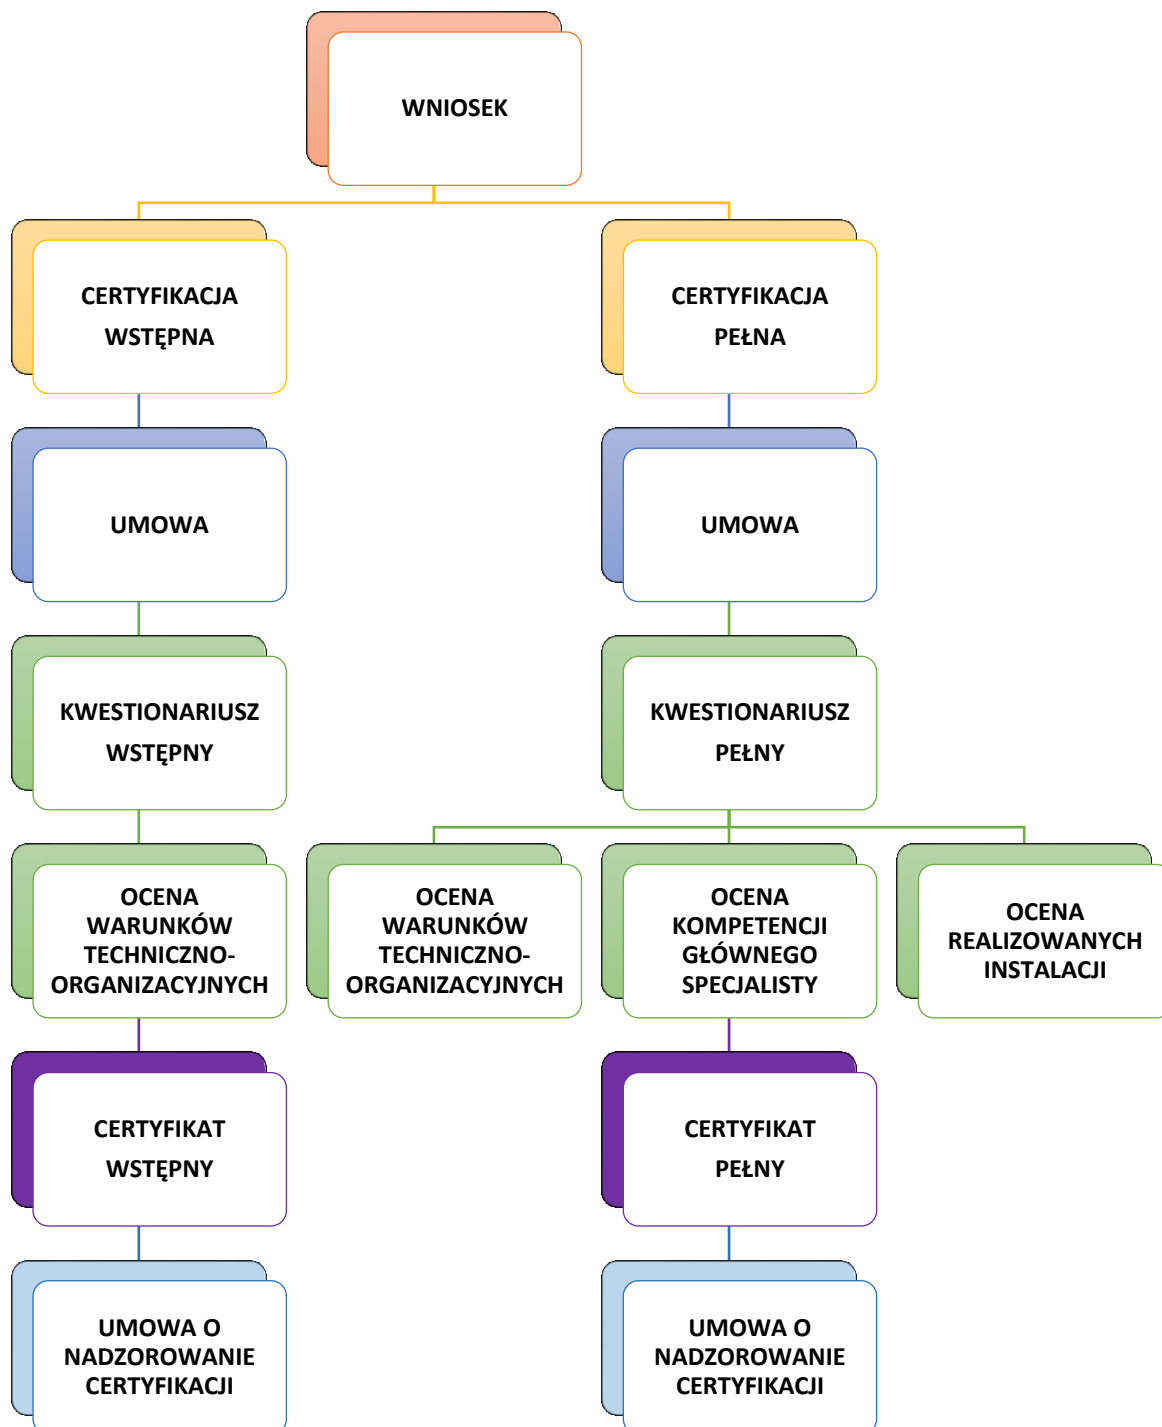 WNIOSEK
CERTYFIKACJA
WSTĘPNA
CERTYFIKACJA
PEŁNA
UMOWA
UMOWA
KWESTIONARIUSZ
WSTĘPNY
KWESTIONARIUSZ
PEŁNY
OCENA
WARUNKÓW
TECHNICZNO-
ORGANIZACYJNYCH
OCENA
WARUNKÓW
TECHNICZNO-
ORGANIZACYJNYCH
OCENA
KOMPETENCJI
GŁÓWNEGO
SPECJALISTY
OCENA
REALIZOWANYCH
INSTALACJI
CERTYFIKAT
WSTĘPNY
CERTYFIKAT
PEŁNY
UMOWA O
NADZOROWANIE
CERTYFIKACJI
UMOWA O
NADZOROWANIE
CERTYFIKACJI